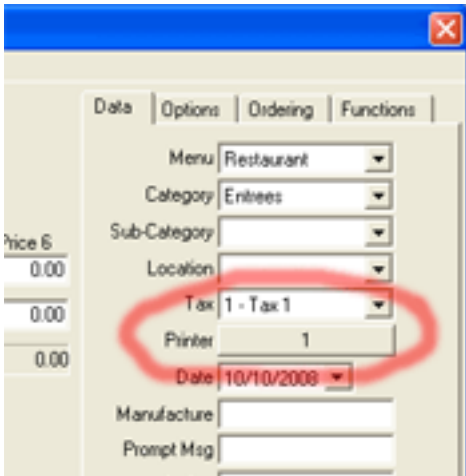 Data Options Ordering Functions
Menu Restaurant
Category Entrees
Sub-Category
Price 6
0.00
Location
0.00
Tax 1 - Tax 1
Printer 1
0.00
Date 10/10/2008
Manufacture
Prompt Msg